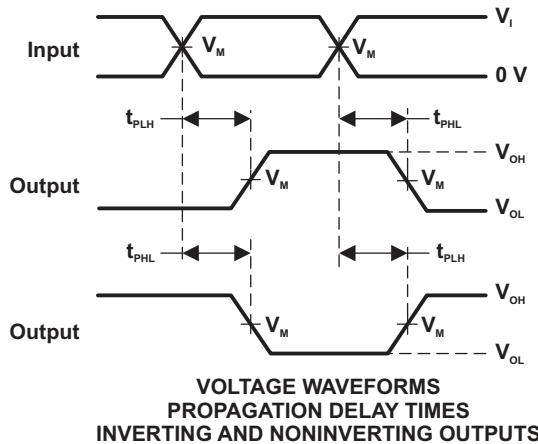 V_I
Input
V_M
V_M
0 V
t_PLH
t_PHL
V_OH
Output
V_M
V_M
V_OL
t_PHL
t_PLH
V_OH
Output
V_M
V_M
V_OL
VOLTAGE WAVEFORMS
PROPAGATION DELAY TIMES
INVERTING AND NONINVERTING OUTPUTS